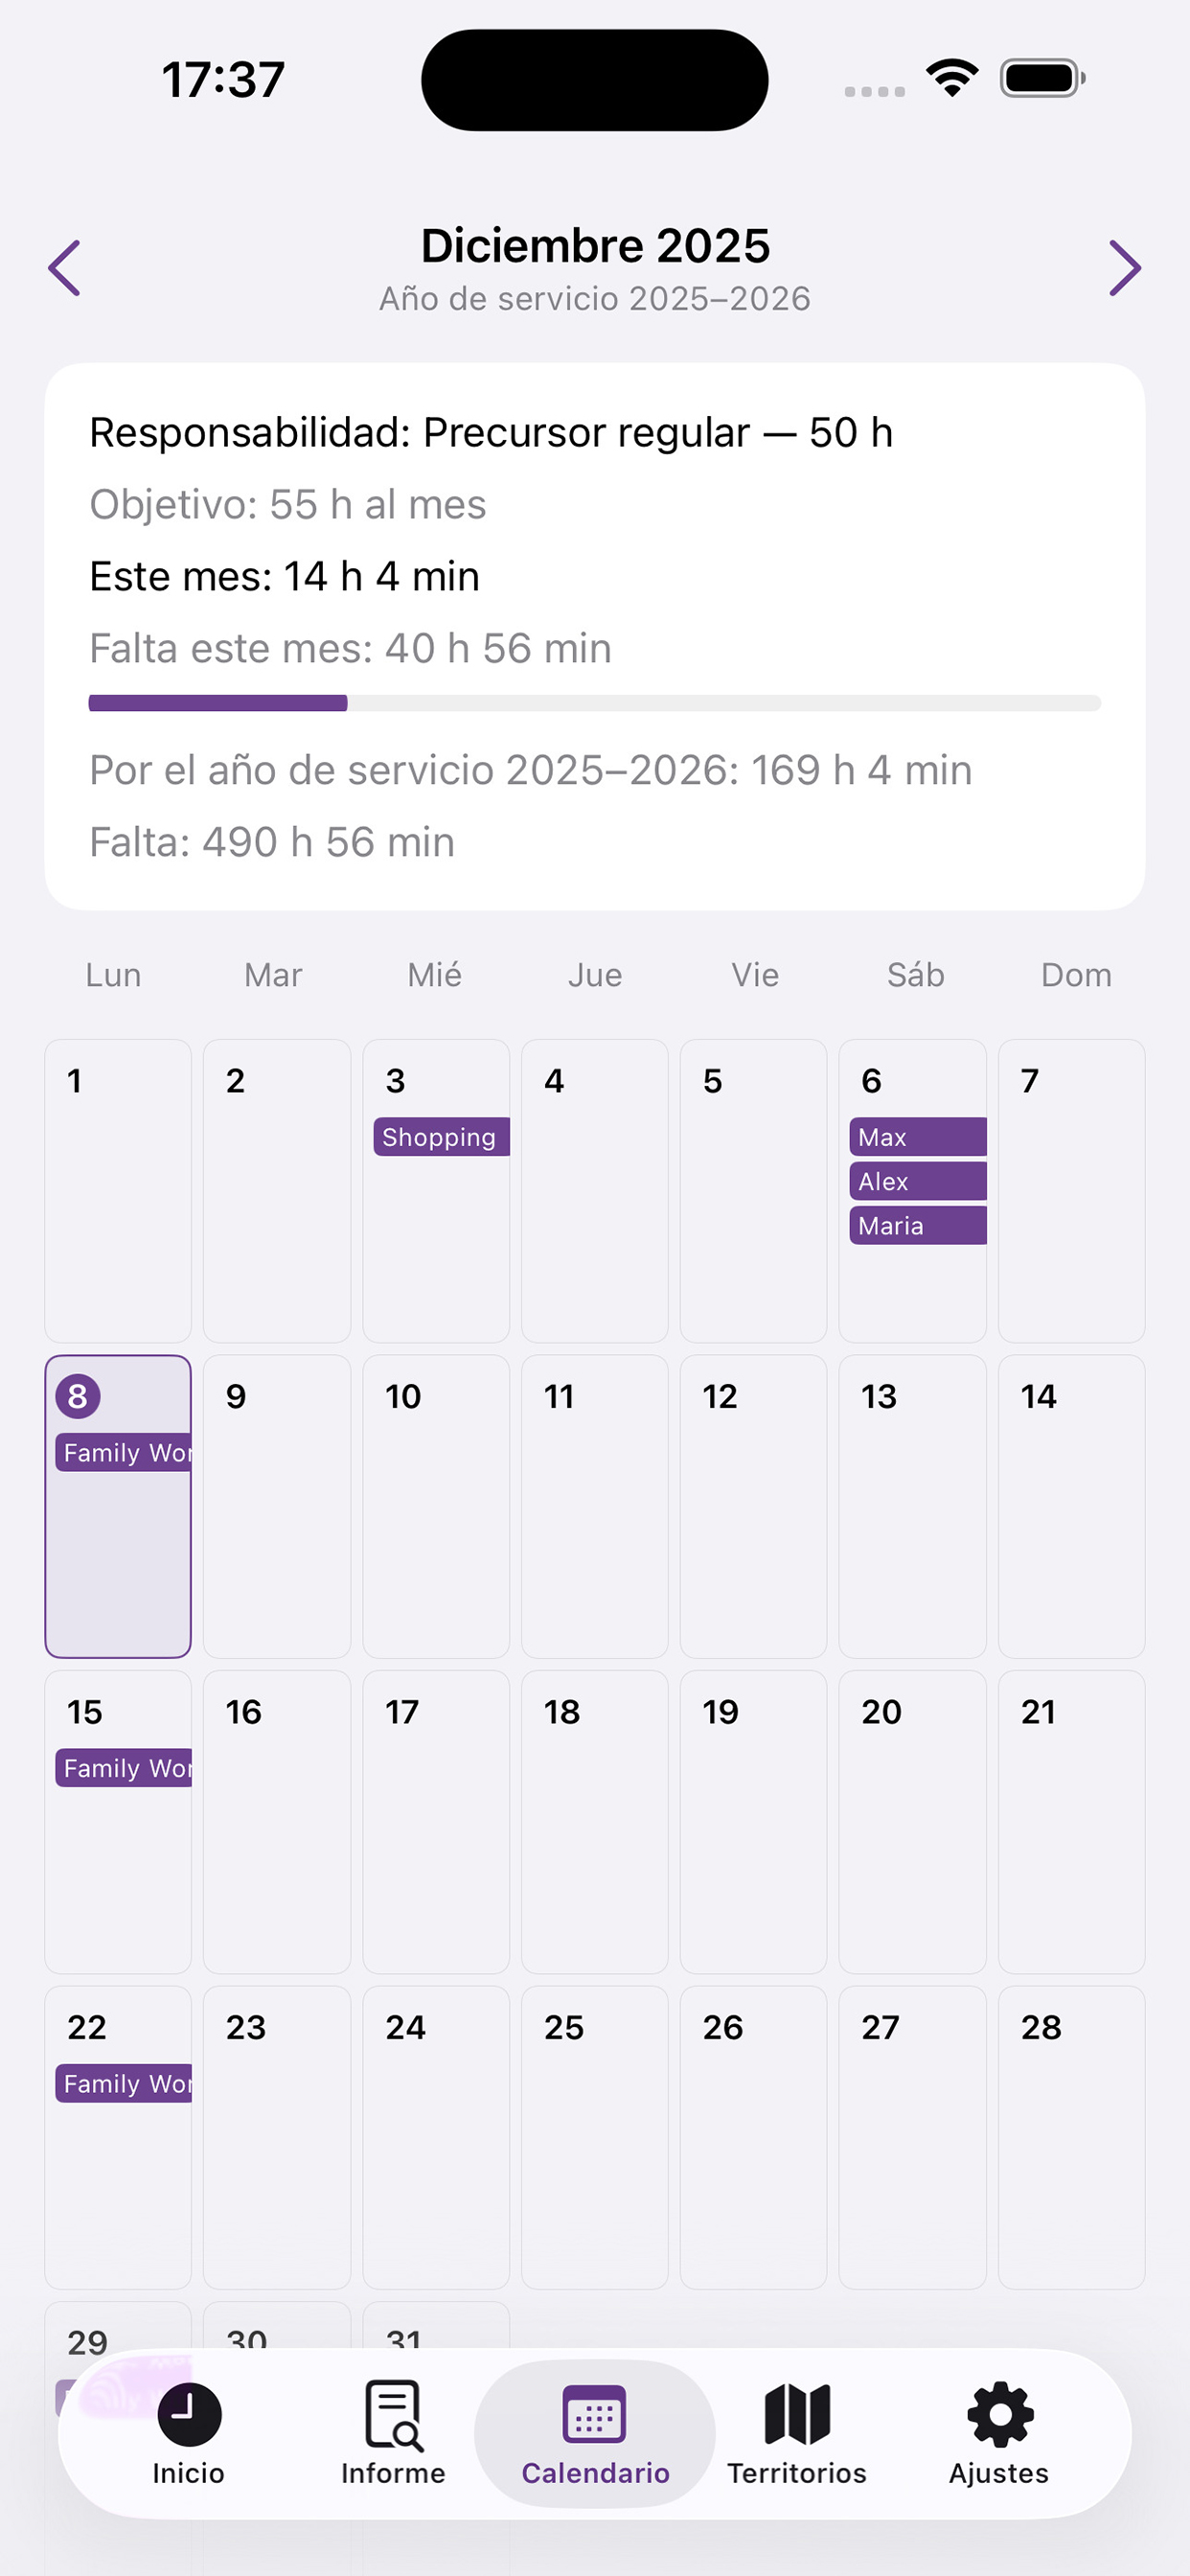 17:37
Diciembre 2025
Año de servicio 2025–2026
Responsabilidad: Precursor regular — 50 h
Objetivo: 55 h al mes
Este mes: 14 h 4 min
Falta este mes: 40 h 56 min
Por el año de servicio 2025–2026: 169 h 4 min
Falta: 490 h 56 min
Lun Mar Mié Jue Vie Sáb Dom
1 2 3 4 5 6 7
Shopping Max
Alex
Maria
8 9 10 11 12 13 14
Family Wor
15 16 17 18 19 20 21
Family Wor
22 23 24 25 26 27 28
Family Wor
29 30 31
Inicio Informe Calendario Territorios Ajustes